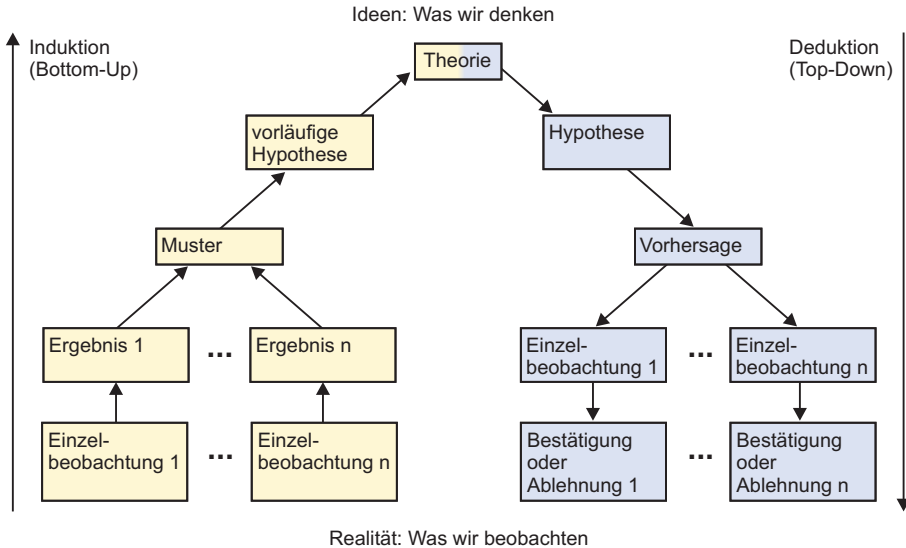 Ideen: Was wir denken
Induktion
(Bottom-Up)
Deduktion
(Top-Down)
Theorie
vorläufige
Hypothese
Hypothese
Muster
Vorhersage
Ergebnis 1
...
Ergebnis n
Einzel-
beobachtung 1
...
Einzel-
beobachtung n
Einzel-
beobachtung 1
...
Einzel-
beobachtung n
Bestätigung
oder
Ablehnung 1
...
Bestätigung
oder
Ablehnung n
Realität: Was wir beobachten